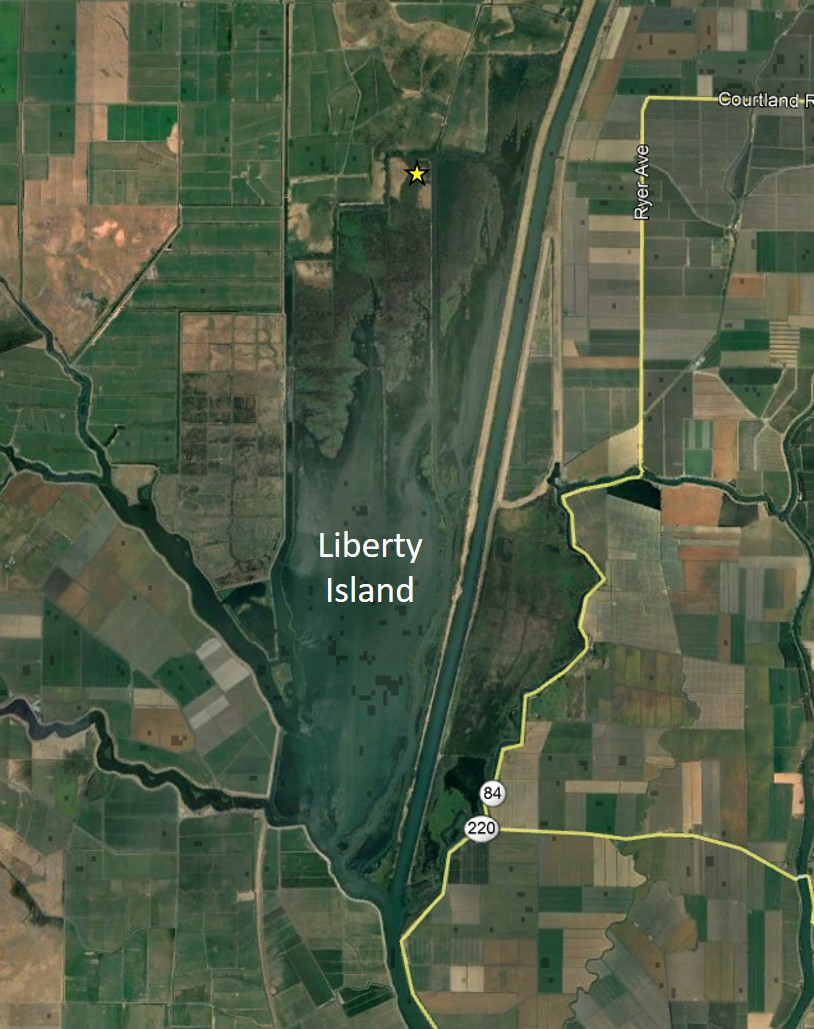 Courtland R
Ryer Ave
Liberty
Island
84
220